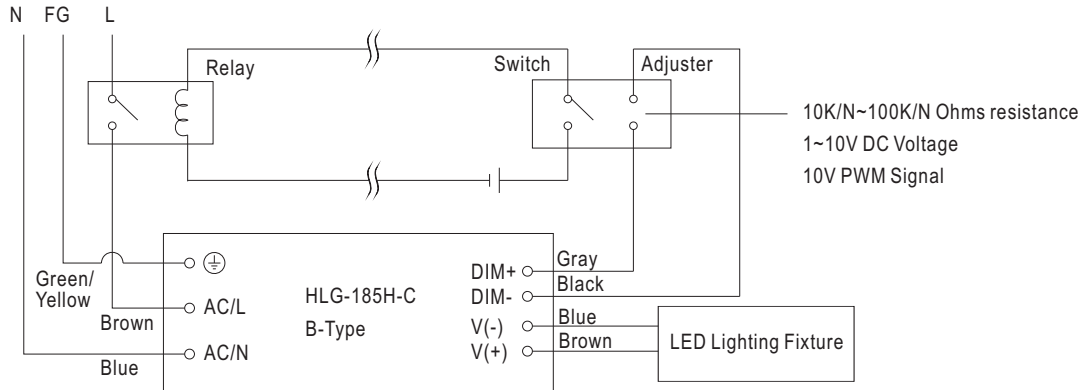 N FG L
Relay
Switch
Adjuster
10K/N~100K/N Ohms resistance
1~10V DC Voltage
10V PWM Signal
Green/
Yellow
Brown
Blue
AC/L
AC/N
HLG-185H-C
B-Type
DIM+
DIM-
V(-)
V(+)
Gray
Black
Blue
Brown
LED Lighting Fixture